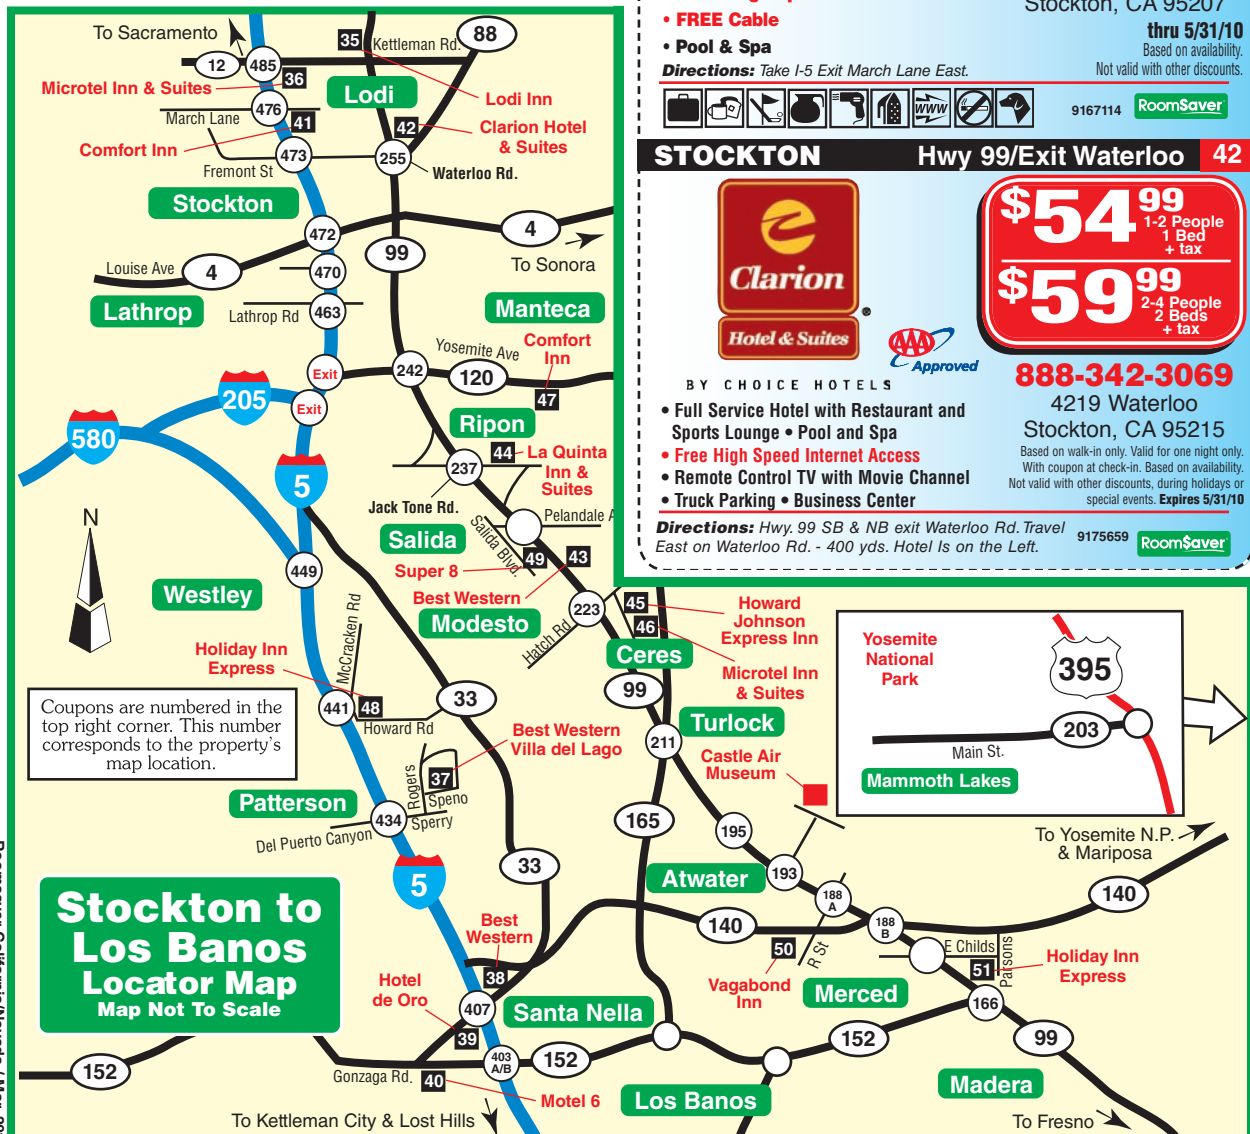 To Sacramento
12
485
35
Kettleman Rd.
88
36
Microtel Inn & Suites
Lodi
Lodi Inn
476
March Lane
41
42
Clarion Hotel
& Suites
Comfort Inn
473
255
Fremont St
Waterloo Rd.
Stockton
472
4
99
To Sonora
Louise Ave
4
470
Lathrop
Lathrop Rd
463
Manteca
Comfort
Inn
Yosemite Ave
Exit
242
120
47
205
Exit
580
Ripon
44
La Quinta
Inn &
Suites
237
5
Jack Tone Rd.
N
Pelandale A
Salida
Salida Blvd.
49
43
Super 8
449
Westley
Best Western
Modesto
223
45
Howard
Johnson
Express Inn
46
Hatch Rd
McCracken Rd
Holiday Inn
Express
Ceres
Microtel Inn
& Suites
99
441
48
33
Howard Rd
Coupons are numbered in the
top right corner. This number
corresponds to the property's
map location.
Turlock
Best Western
Villa del Lago
211
Castle Air
Museum
37
Rogers
Speno
Patterson
434
Sperry
Del Puerto Canyon
165
195
5
33
Atwater
193
188
A
140
188
B
140
To Yosemite N.P.
& Mariposa
Stockton to
Los Banos
Locator Map
Map Not To Scale
Best
Western
38
50
R St
E Childs
Parsons
51
Holiday Inn
Express
Vagabond
Inn
Merced
Hotel
de Oro
407
Santa Nella
166
39
403
A/B
152
152
99
152
Gonzaga Rd.
40
Motel 6
Los Banos
Madera
To Kettleman City & Lost Hills
To Fresno
Yosemite
National
Park
395
203
Main St.
Mammoth Lakes
• FREE Cable
• Pool & Spa
Directions: Take I-5 Exit March Lane East.
Stockton, CA 95207
thru 5/31/10
Based on availability.
Not valid with other discounts.
WWW
9167114
RoomSaver
STOCKTON Hwy 99/Exit Waterloo 42
Clarion
®
Hotel & Suites
BY CHOICE HOTELS
AAA
Approved
$54.99
1-2 People
1 Bed
+ tax
$59.99
2-4 People
2 Beds
+ tax
888-342-3069
4219 Waterloo
Stockton, CA 95215
• Full Service Hotel with Restaurant and
Sports Lounge • Pool and Spa
• Free High Speed Internet Access
• Remote Control TV with Movie Channel
• Truck Parking • Business Center
Based on walk-in only. Valid for one night only.
With coupon at check-in. Based on availability.
Not valid with other discounts, during holidays or
special events. Expires 5/31/10
Directions: Hwy. 99 SB & NB exit Waterloo Rd. Travel
East on Waterloo Rd. - 400 yds. Hotel Is on the Left.
9175659
RoomSaver